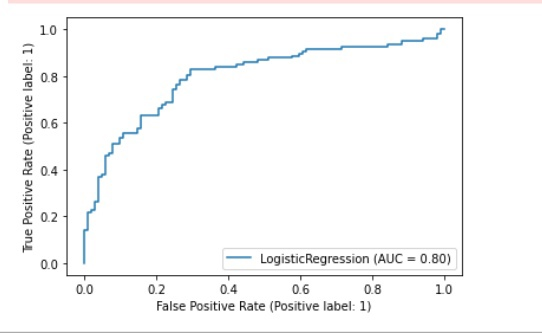 True Positive Rate (Positive label: 1)
1.0
0.8
0.6
0.4
0.2
0.0
LogisticRegression (AUC = 0.80)
0.0 0.2 0.4 0.6 0.8 1.0
False Positive Rate (Positive label: 1)